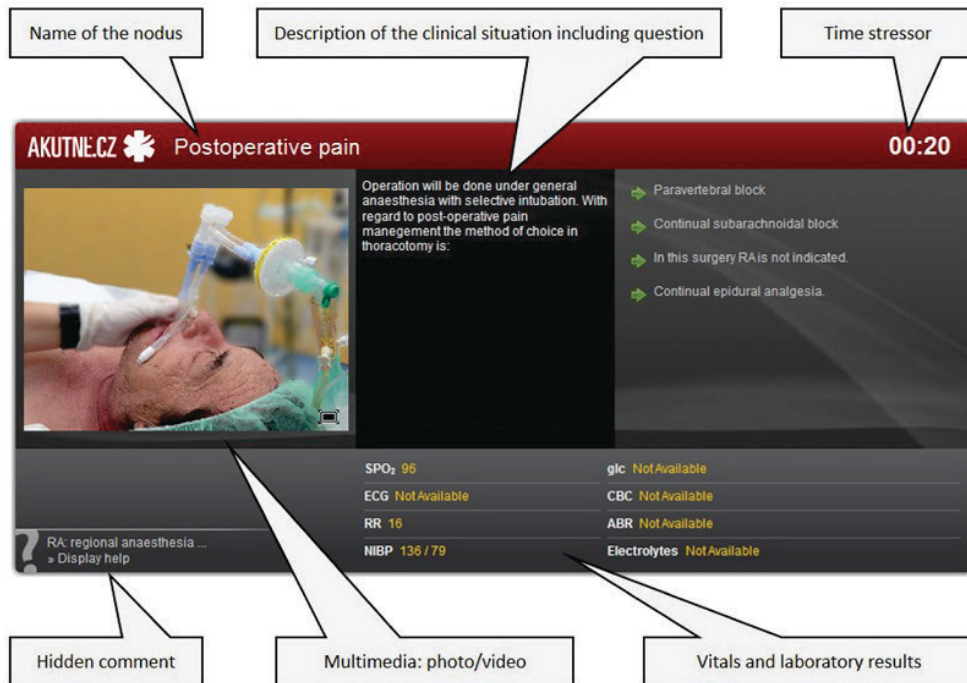 Name of the nodus
Description of the clinical situation including question
Time stressor
AKUTNE.CZ Postoperative pain 00:20
Operation will be done under general
anaesthesia with selective intubation. With
regard to post-operative pain
manegement the method of choice in
thoracotomy is:
Paravertebral block
Continual subarachnoidal block
In this surgery RA is not indicated.
Continual epidural analgesia.
SPO₂ 96
glc Not Available
ECG Not Available
CBC Not Available
RR 16
ABR Not Available
NIBP 136 / 79
Electrolytes Not Available
?
RA: regional anaesthesia ...
» Display help
Hidden comment
Multimedia: photo/video
Vitals and laboratory results